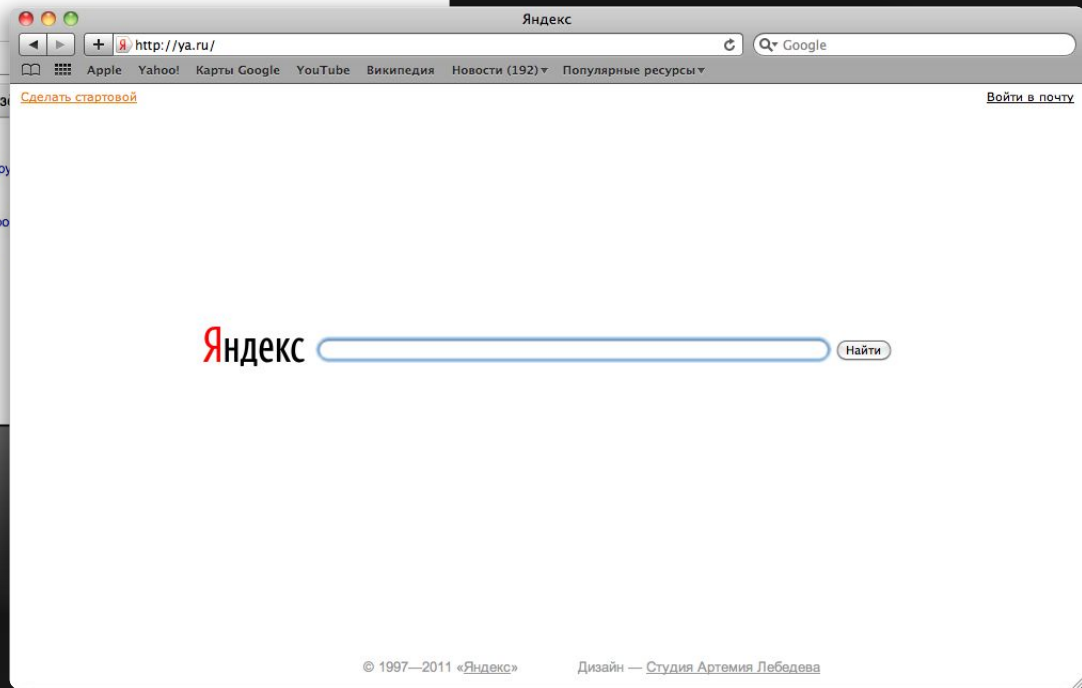 Яндекс
http://ya.ru/
Google
Apple Yahoo! Карты Google YouTube Википедия Новости (192) Популярные ресурсы
Сделать стартовой
Войти в почту
Яндекс
Найти
© 1997—2011 «Яндекс» Дизайн — Студия Артемия Лебедева